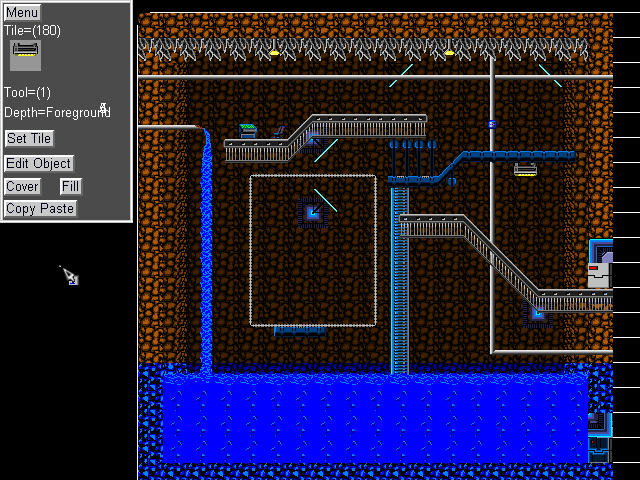 Menu
Tile=(180)
Tool=(1)
Depth=Foreground
Set Tile
Edit Object
Cover
Fill
Copy Paste